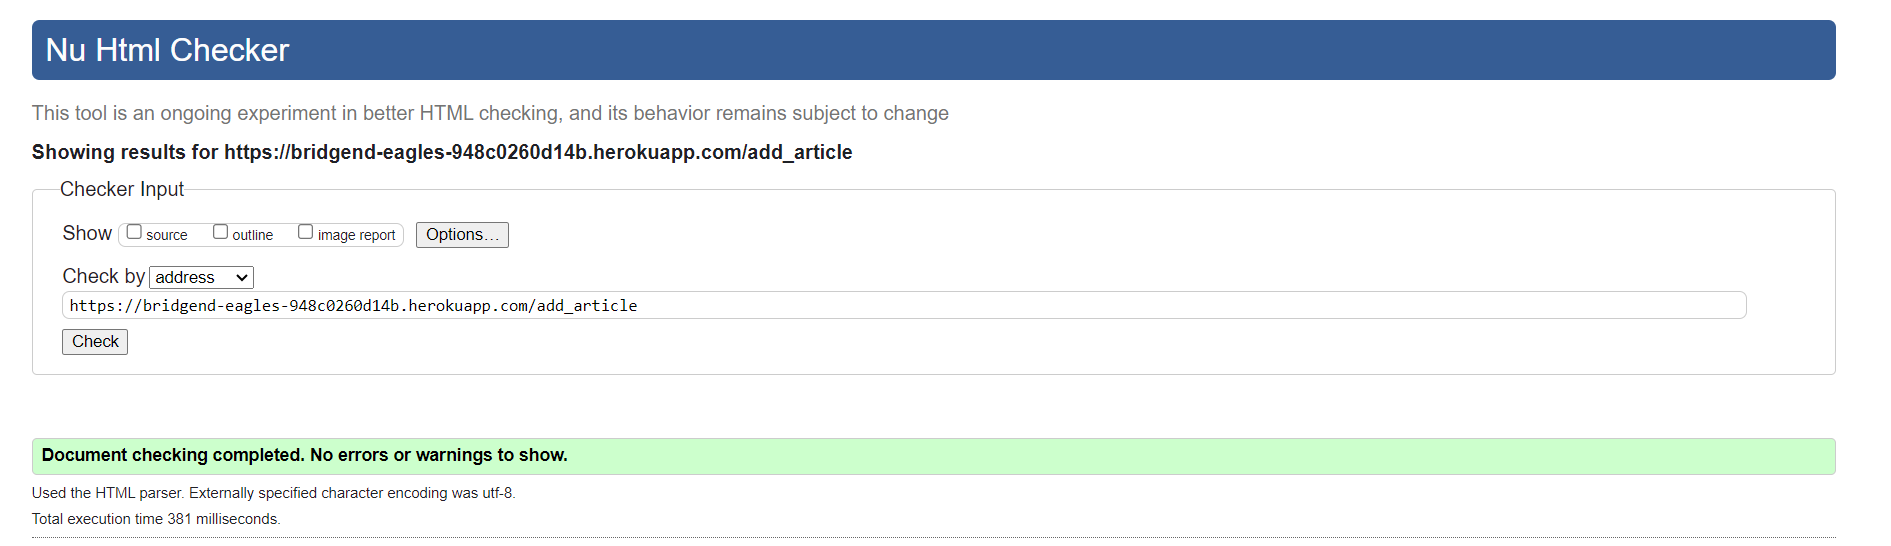 Nu Html Checker
This tool is an ongoing experiment in better HTML checking, and its behavior remains subject to change
Showing results for https://bridgend-eagles-948c0260d14b.herokuapp.com/add_article
Checker Input
Show source outline image report Options...
Check by address
https://bridgend-eagles-948c0260d14b.herokuapp.com/add_article
Check
Document checking completed. No errors or warnings to show.
Used the HTML parser. Externally specified character encoding was utf-8.
Total execution time 381 milliseconds.